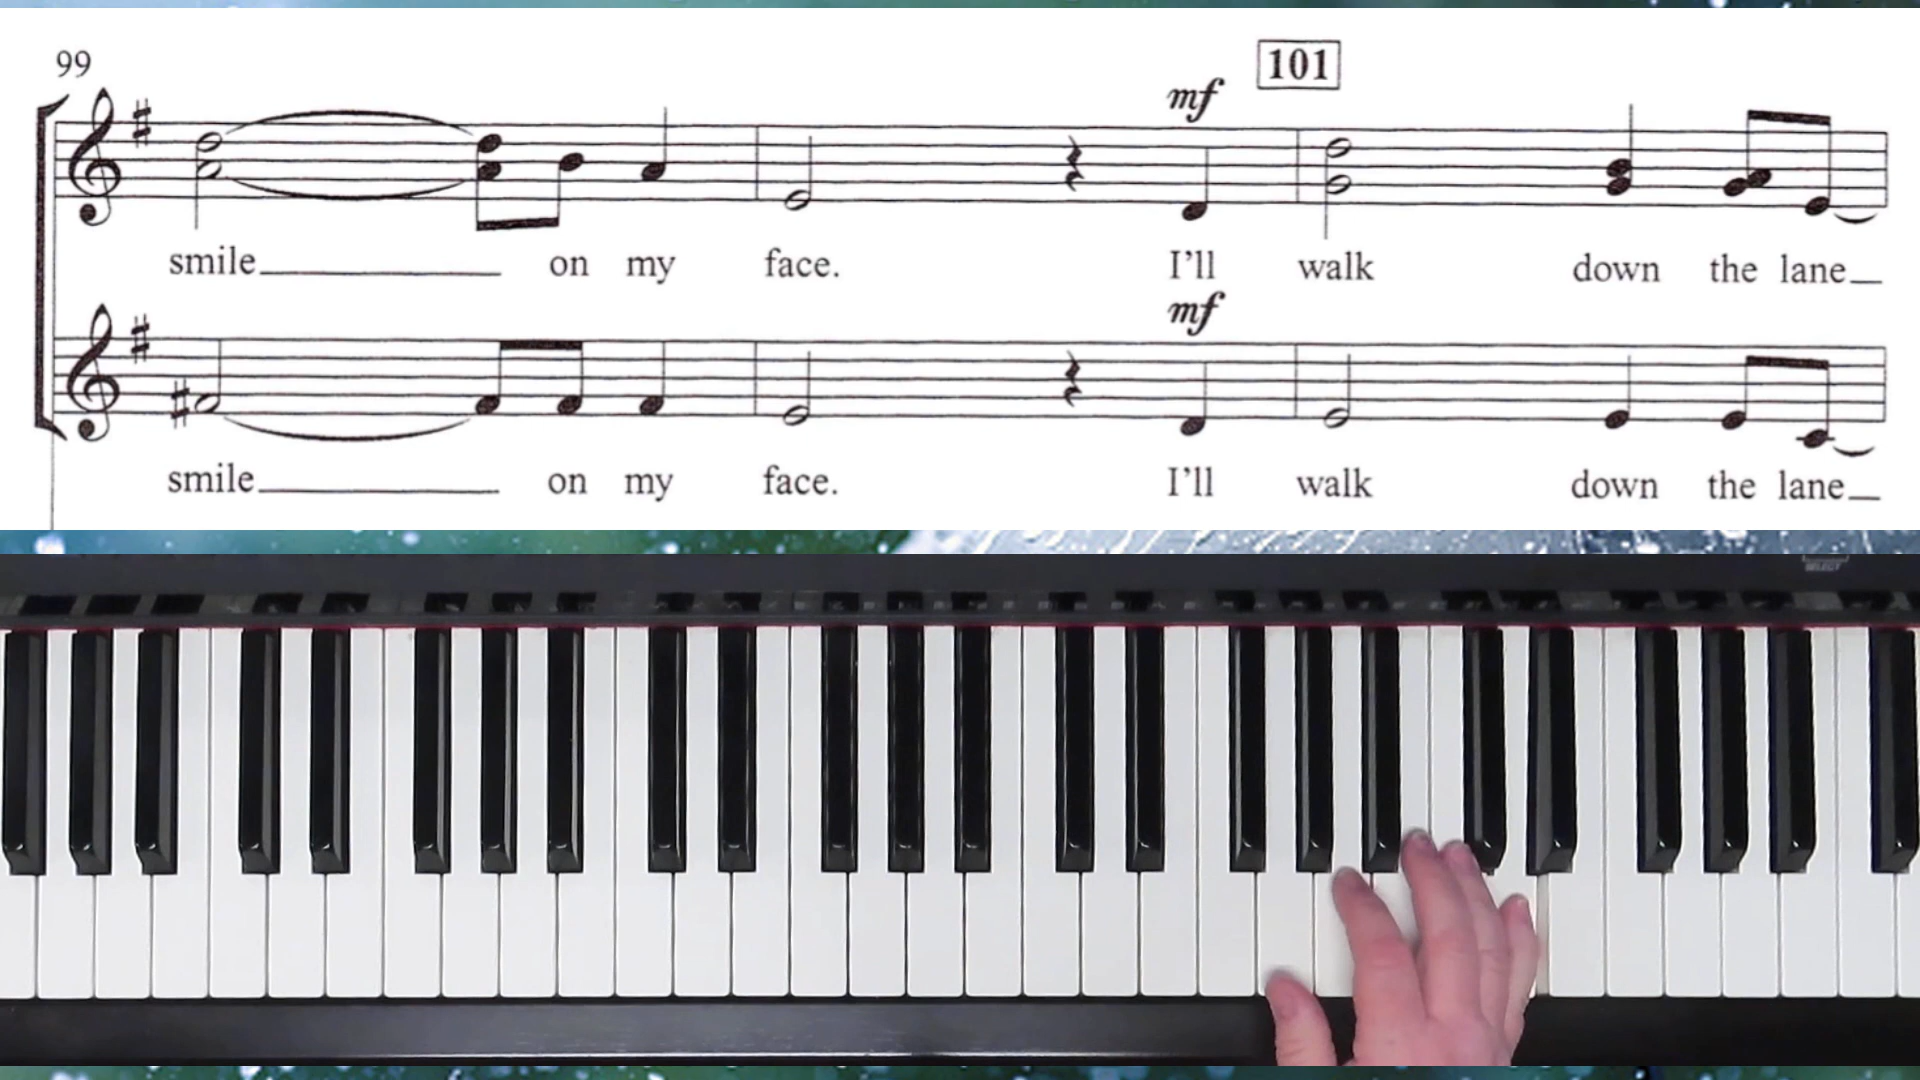 99
101
mf
smile on my face. I'll walk down the lane
mf
smile on my face. I'll walk down the lane
SELECT